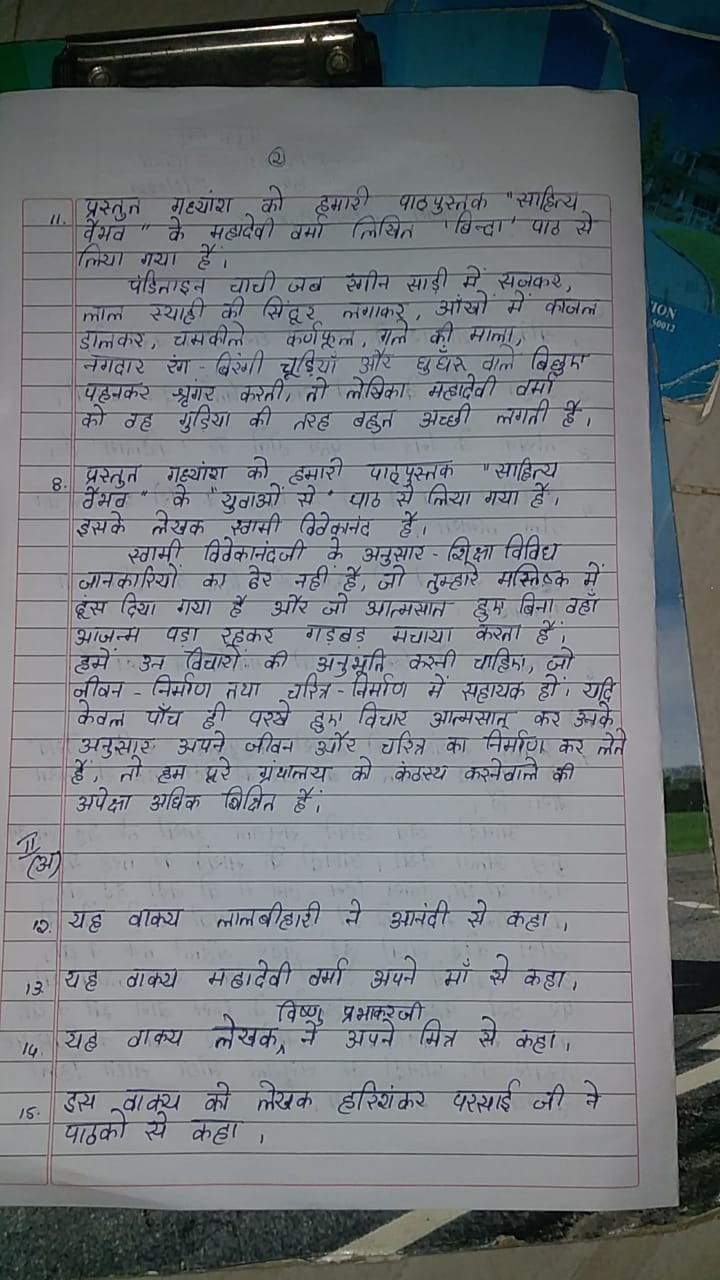 २
11. प्रस्तुत गद्यांश को हमारी पाठपुस्तक "साहित्य
वैभव" के महादेवी वर्मा लिखित 'बिन्दा' पाठ से
लिया गया है।
पंडिताइन चाची जब रंगीन साड़ी में सजकर,
लाल स्याही की सिंदूर लगाकर, आँखों में काजल
डालकर, चमकीले कर्णफूल, गले की माला,
नगदार रंग-बिरंगी चूड़ियाँ और घुघँरू वाले बिछुए
पहनकर श्रृंगर करती, तो लेखिका महादेवी वर्मा
को वह गुड़िया की तरह बहुत अच्छी लगती है।
8. प्रस्तुत गद्यांश को हमारी पाठ्पुस्तक "साहित्य
वैभव" के "युवाओं से" पाठ से लिया गया है।
इसके लेखक स्वामी विवेकानंद है।
स्वामी विवेकानंदजी के अनुसार - शिक्षा विविध
जानकारियों का ढेर नहीं है, जो तुम्हारे मस्तिष्क में
ठूंस दिया गया है और जो आत्मसात हुए बिना वहाँ
आजन्म पड़ा रहकर गड़बड़ मचाया करता है।
हमें उन विचारों की अनुभूति करनी चाहिए, जो
जीवन-निर्माण तथा चरित्र-निर्माण में सहायक हों। यदि
केवल पाँच ही परखे हुए विचार आत्मसात् कर उनके
अनुसार अपने जीवन और चरित्र का निर्माण कर लेते
हैं, तो हम पूरे ग्रंथालय को कंठस्थ करनेवाले की
अपेक्षा अधिक शिक्षित हैं।
II
(अ)
12. यह वाक्य लालबीहारी ने आनंदी से कहा।
13. यह वाक्य महादेवी वर्मा अपने माँ से कहा।
विष्णु प्रभाकरजी
14. यह वाक्य लेखक ने अपने मित्र से कहा।
15. इस वाक्य को लेखक हरिशंकर परसाई जी ने
पाठकों से कहा।
ION